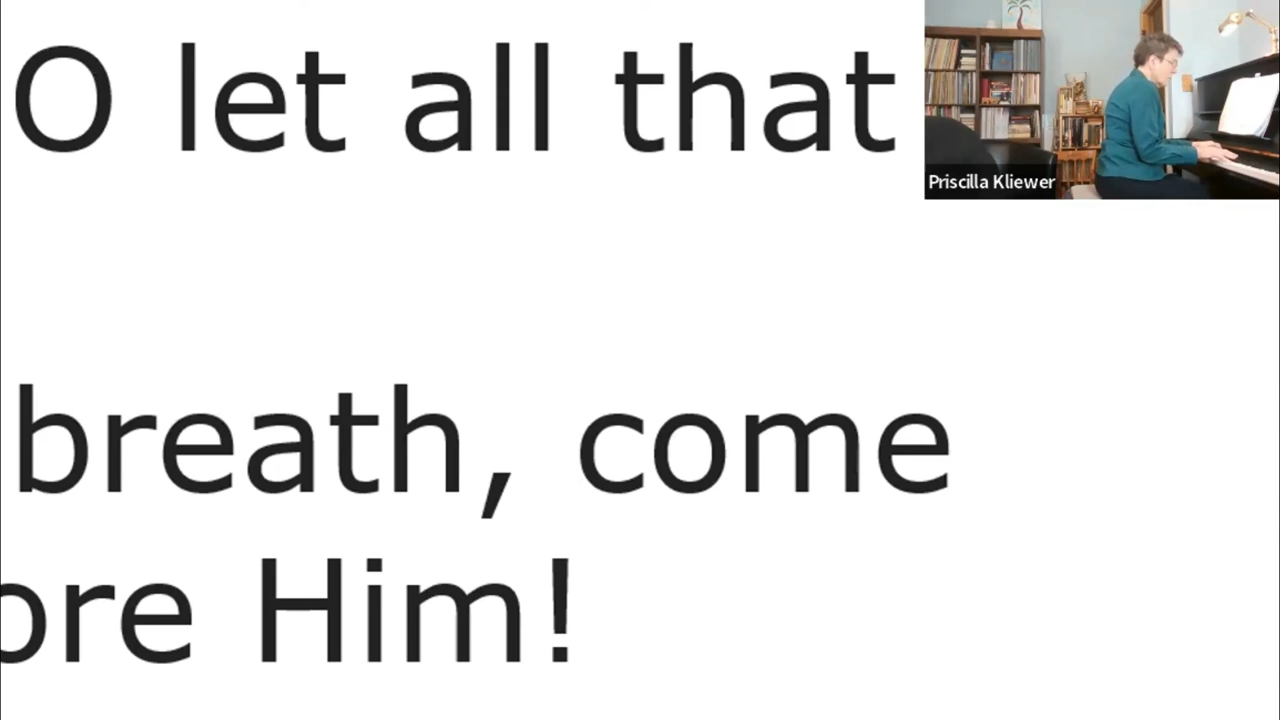 O let all that
Priscilla Kliewer
breath, come
ore Him!